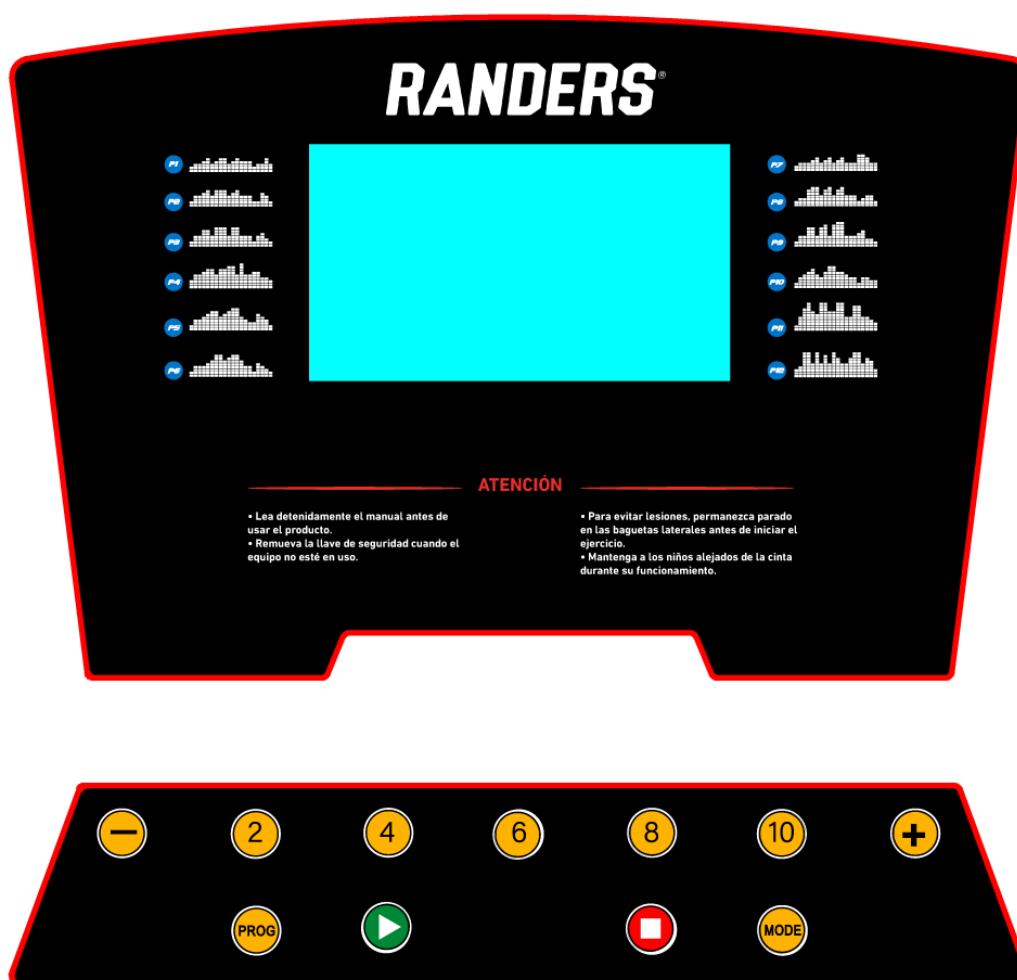 RANDERS®
P1
P2
P3
P4
P5
P6
P7
P8
P9
P10
P11
P12
ATENCIÓN
• Lea detenidamente el manual antes de
usar el producto.
• Remueva la llave de seguridad cuando el
equipo no esté en uso.
• Para evitar lesiones, permanezca parado
en las baguetas laterales antes de iniciar el
ejercicio.
• Mantenga a los niños alejados de la cinta
durante su funcionamiento.
− 2 4 6 8 10 +
PROG MODE